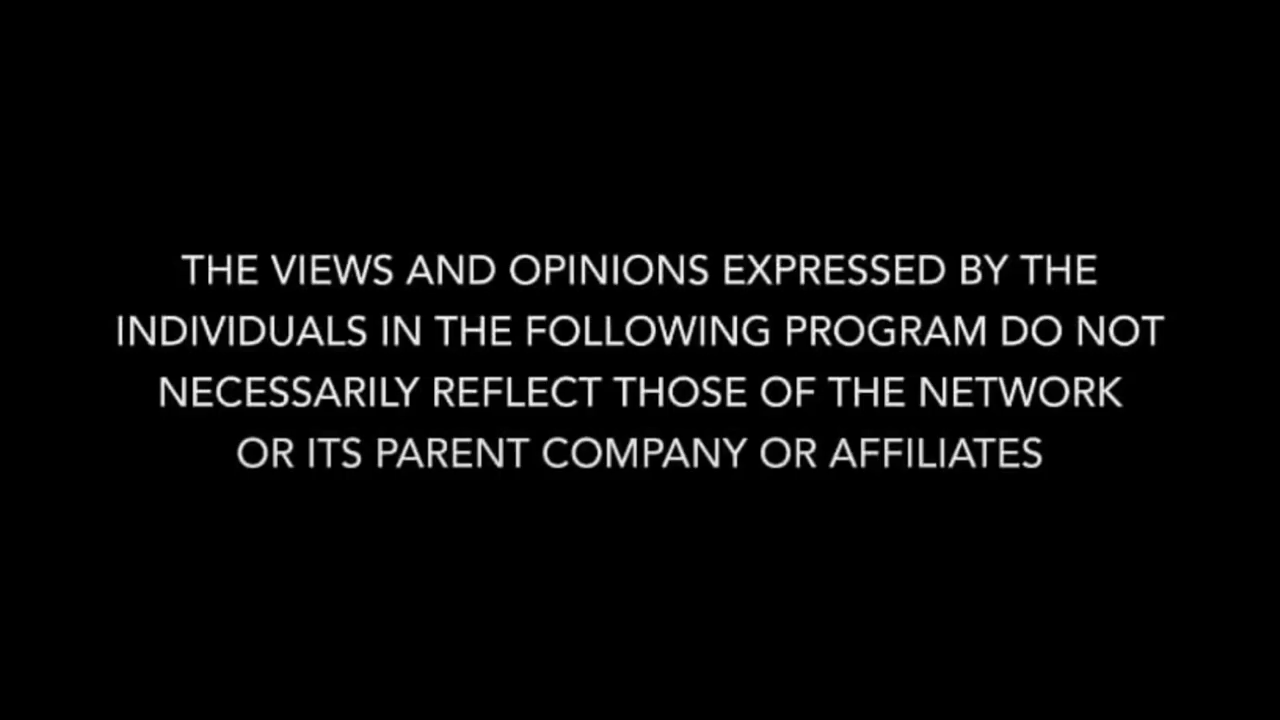 THE VIEWS AND OPINIONS EXPRESSED BY THE
INDIVIDUALS IN THE FOLLOWING PROGRAM DO NOT
NECESSARILY REFLECT THOSE OF THE NETWORK
OR ITS PARENT COMPANY OR AFFILIATES